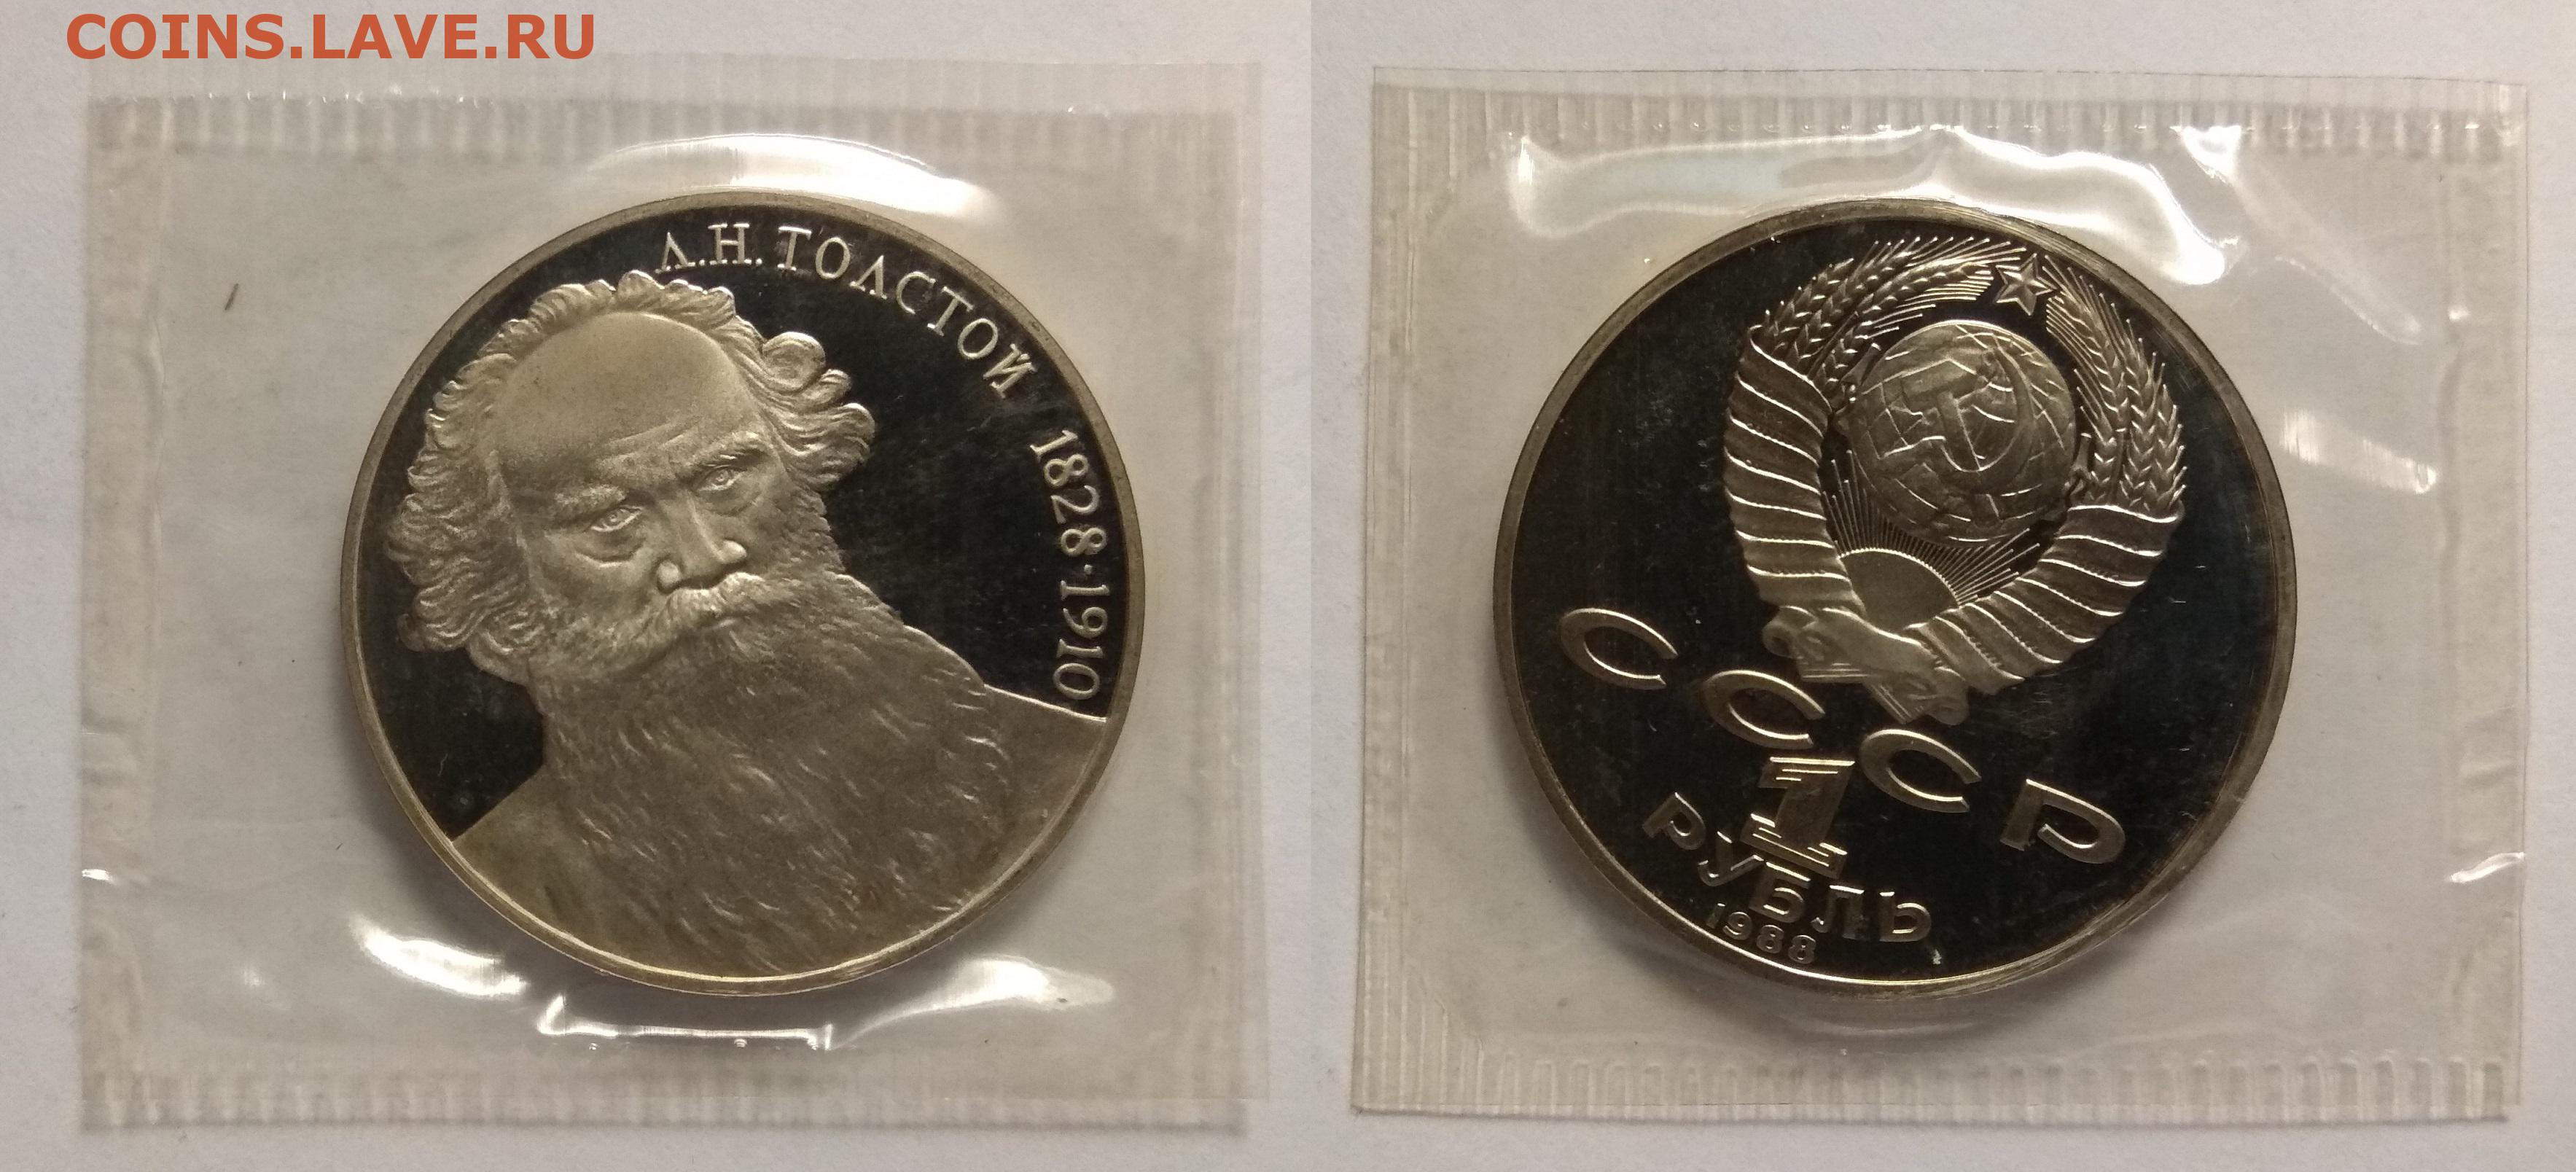 COINS.LAVE.RU
Л.Н. ТОЛСТОЙ 1828·1910
СССР
1
РУБЛЬ
1988